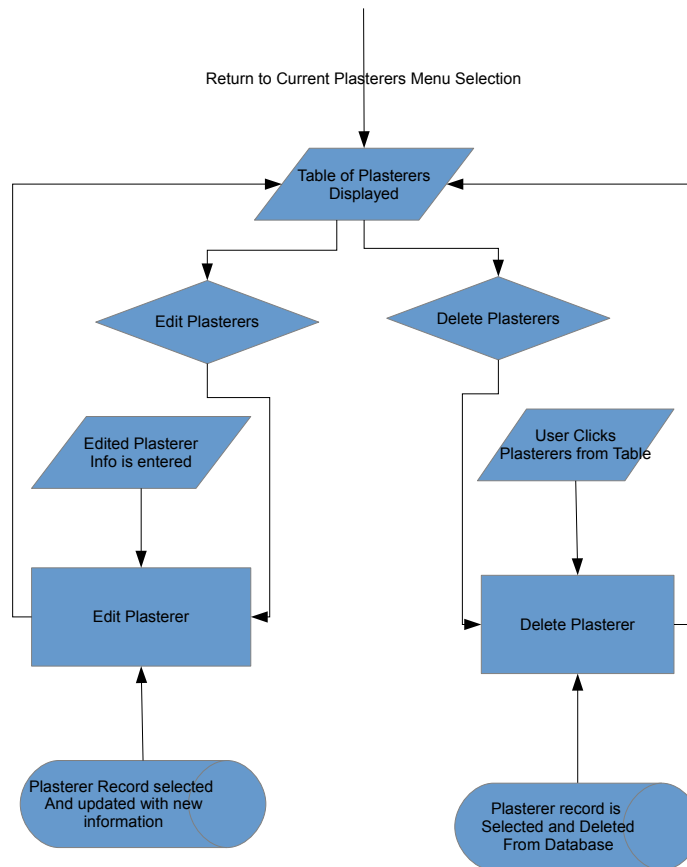 Return to Current Plasterers Menu Selection
Table of Plasterers
Displayed
Edit Plasterers
Delete Plasterers
Edited Plasterer
Info is entered
User Clicks
Plasterers from Table
Edit Plasterer
Delete Plasterer
Plasterer Record selected
And updated with new
information
Plasterer record is
Selected and Deleted
From Database